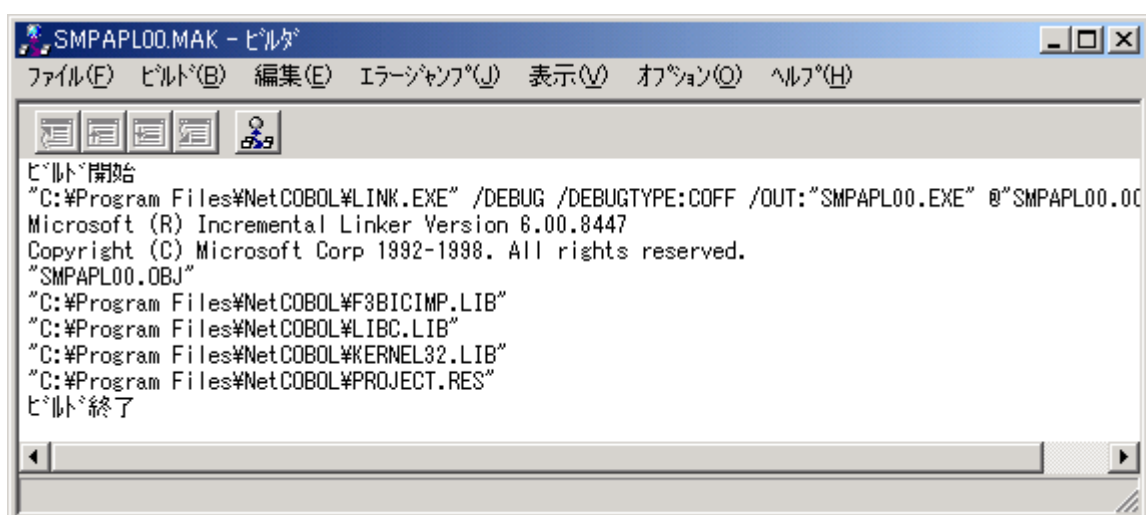 SMPAPL00.MAK - ﾋﾞﾙﾀﾞ
ﾌｧｲﾙ(F) ﾋﾞﾙﾄﾞ(B) 編集(E) ｴﾗｰｼﾞｬﾝﾌﾟ(J) 表示(V) ｵﾌﾟｼｮﾝ(O) ﾍﾙﾌﾟ(H)
ﾋﾞﾙﾄﾞ開始
"C:¥Program Files¥NetCOBOL¥LINK.EXE" /DEBUG /DEBUGTYPE:COFF /OUT:"SMPAPL00.EXE" @"SMPAPL00.00
Microsoft (R) Incremental Linker Version 6.00.8447
Copyright (C) Microsoft Corp 1992-1998. All rights reserved.
"SMPAPL00.OBJ"
"C:¥Program Files¥NetCOBOL¥F3BICIMP.LIB"
"C:¥Program Files¥NetCOBOL¥LIBC.LIB"
"C:¥Program Files¥NetCOBOL¥KERNEL32.LIB"
"C:¥Program Files¥NetCOBOL¥PROJECT.RES"
ﾋﾞﾙﾄﾞ終了